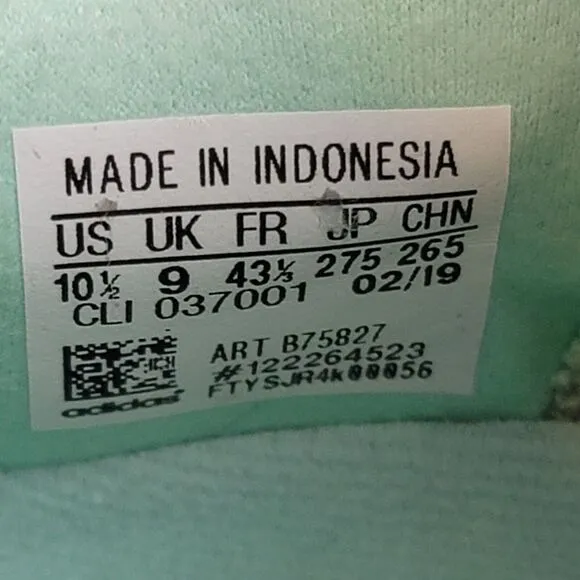 MADE IN INDONESIA
US UK FR JP CHN
10½ 9 43⅓ 275 265
CLI 037001 02/19
ART B75827
#122264523
FTYSJR4k00056
adidas